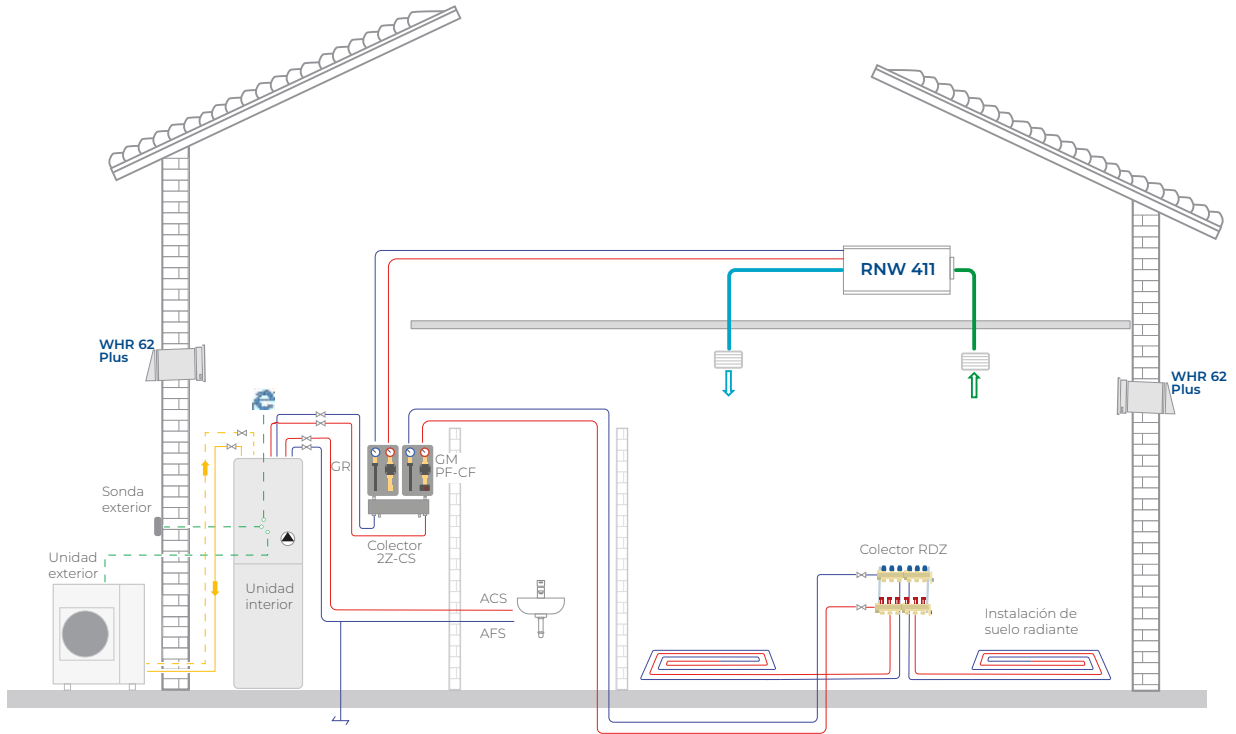 RNW 411
WHR 62
Plus
WHR 62
Plus
GR
GM
PF-CF
Sonda
exterior
Colector
2Z-CS
Unidad
exterior
Colector RDZ
Unidad
interior
ACS
AFS
Instalación de
suelo radiante